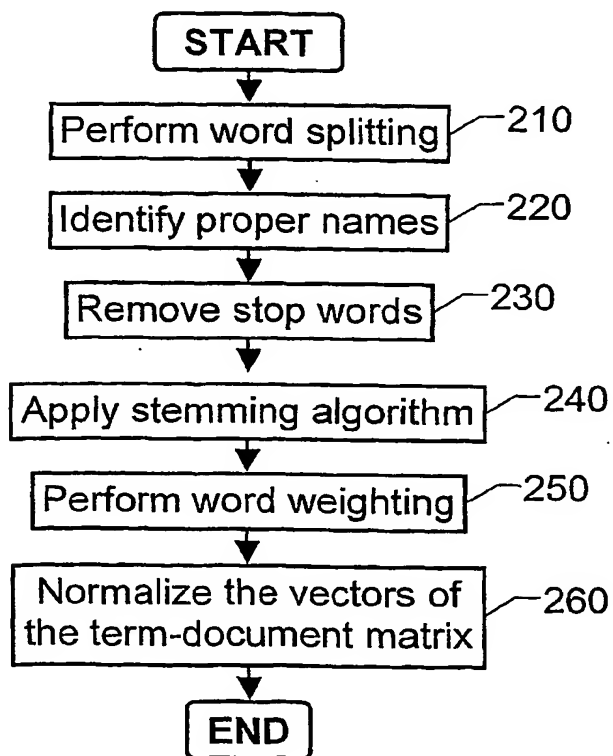 START
Perform word splitting 210
Identify proper names 220
Remove stop words 230
Apply stemming algorithm 240
Perform word weighting 250
Normalize the vectors of
the term-document matrix 260
END